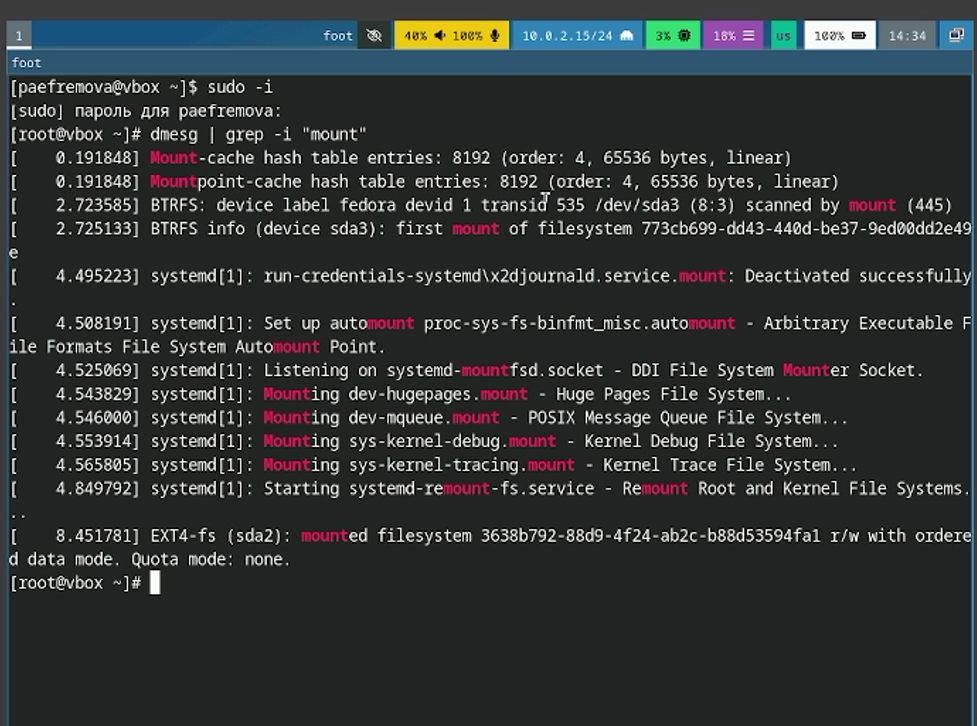 1 foot 40% 100% 10.0.2.15/24 3% 18% us 100% 14:34
foot
[paefremova@vbox ~]$ sudo -i
[sudo] пароль для paefremova:
[root@vbox ~]# dmesg | grep -i "mount"
[    0.191848] Mount-cache hash table entries: 8192 (order: 4, 65536 bytes, linear)
[    0.191848] Mountpoint-cache hash table entries: 8192 (order: 4, 65536 bytes, linear)
[    2.723585] BTRFS: device label fedora devid 1 transid 535 /dev/sda3 (8:3) scanned by mount (445)
[    2.725133] BTRFS info (device sda3): first mount of filesystem 773cb699-dd43-440d-be37-9ed00dd2e49
e
[    4.495223] systemd[1]: run-credentials-systemd\x2djournald.service.mount: Deactivated successfully
.
[    4.508191] systemd[1]: Set up automount proc-sys-fs-binfmt_misc.automount - Arbitrary Executable F
ile Formats File System Automount Point.
[    4.525069] systemd[1]: Listening on systemd-mountfsd.socket - DDI File System Mounter Socket.
[    4.543829] systemd[1]: Mounting dev-hugepages.mount - Huge Pages File System...
[    4.546000] systemd[1]: Mounting dev-mqueue.mount - POSIX Message Queue File System...
[    4.553914] systemd[1]: Mounting sys-kernel-debug.mount - Kernel Debug File System...
[    4.565805] systemd[1]: Mounting sys-kernel-tracing.mount - Kernel Trace File System...
[    4.849792] systemd[1]: Starting systemd-remount-fs.service - Remount Root and Kernel File Systems.
..
[    8.451781] EXT4-fs (sda2): mounted filesystem 3638b792-88d9-4f24-ab2c-b88d53594fa1 r/w with ordere
d data mode. Quota mode: none.
[root@vbox ~]#